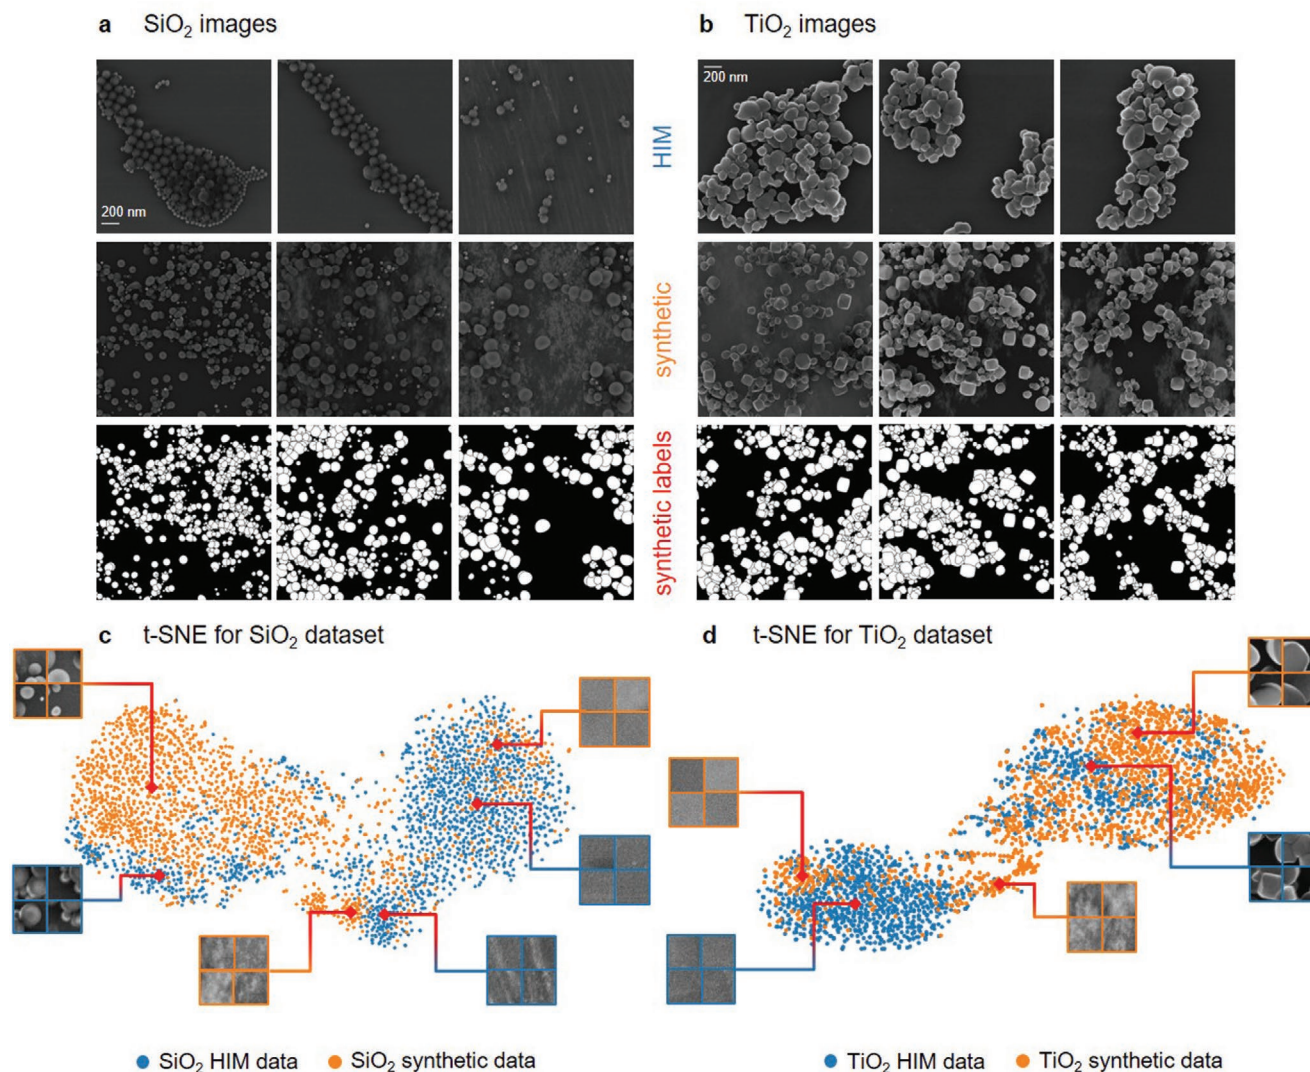 a SiO₂ images
b TiO₂ images
200 nm
200 nm
HIM
synthetic
synthetic labels
c t-SNE for SiO₂ dataset
d t-SNE for TiO₂ dataset
SiO₂ HIM data
SiO₂ synthetic data
TiO₂ HIM data
TiO₂ synthetic data